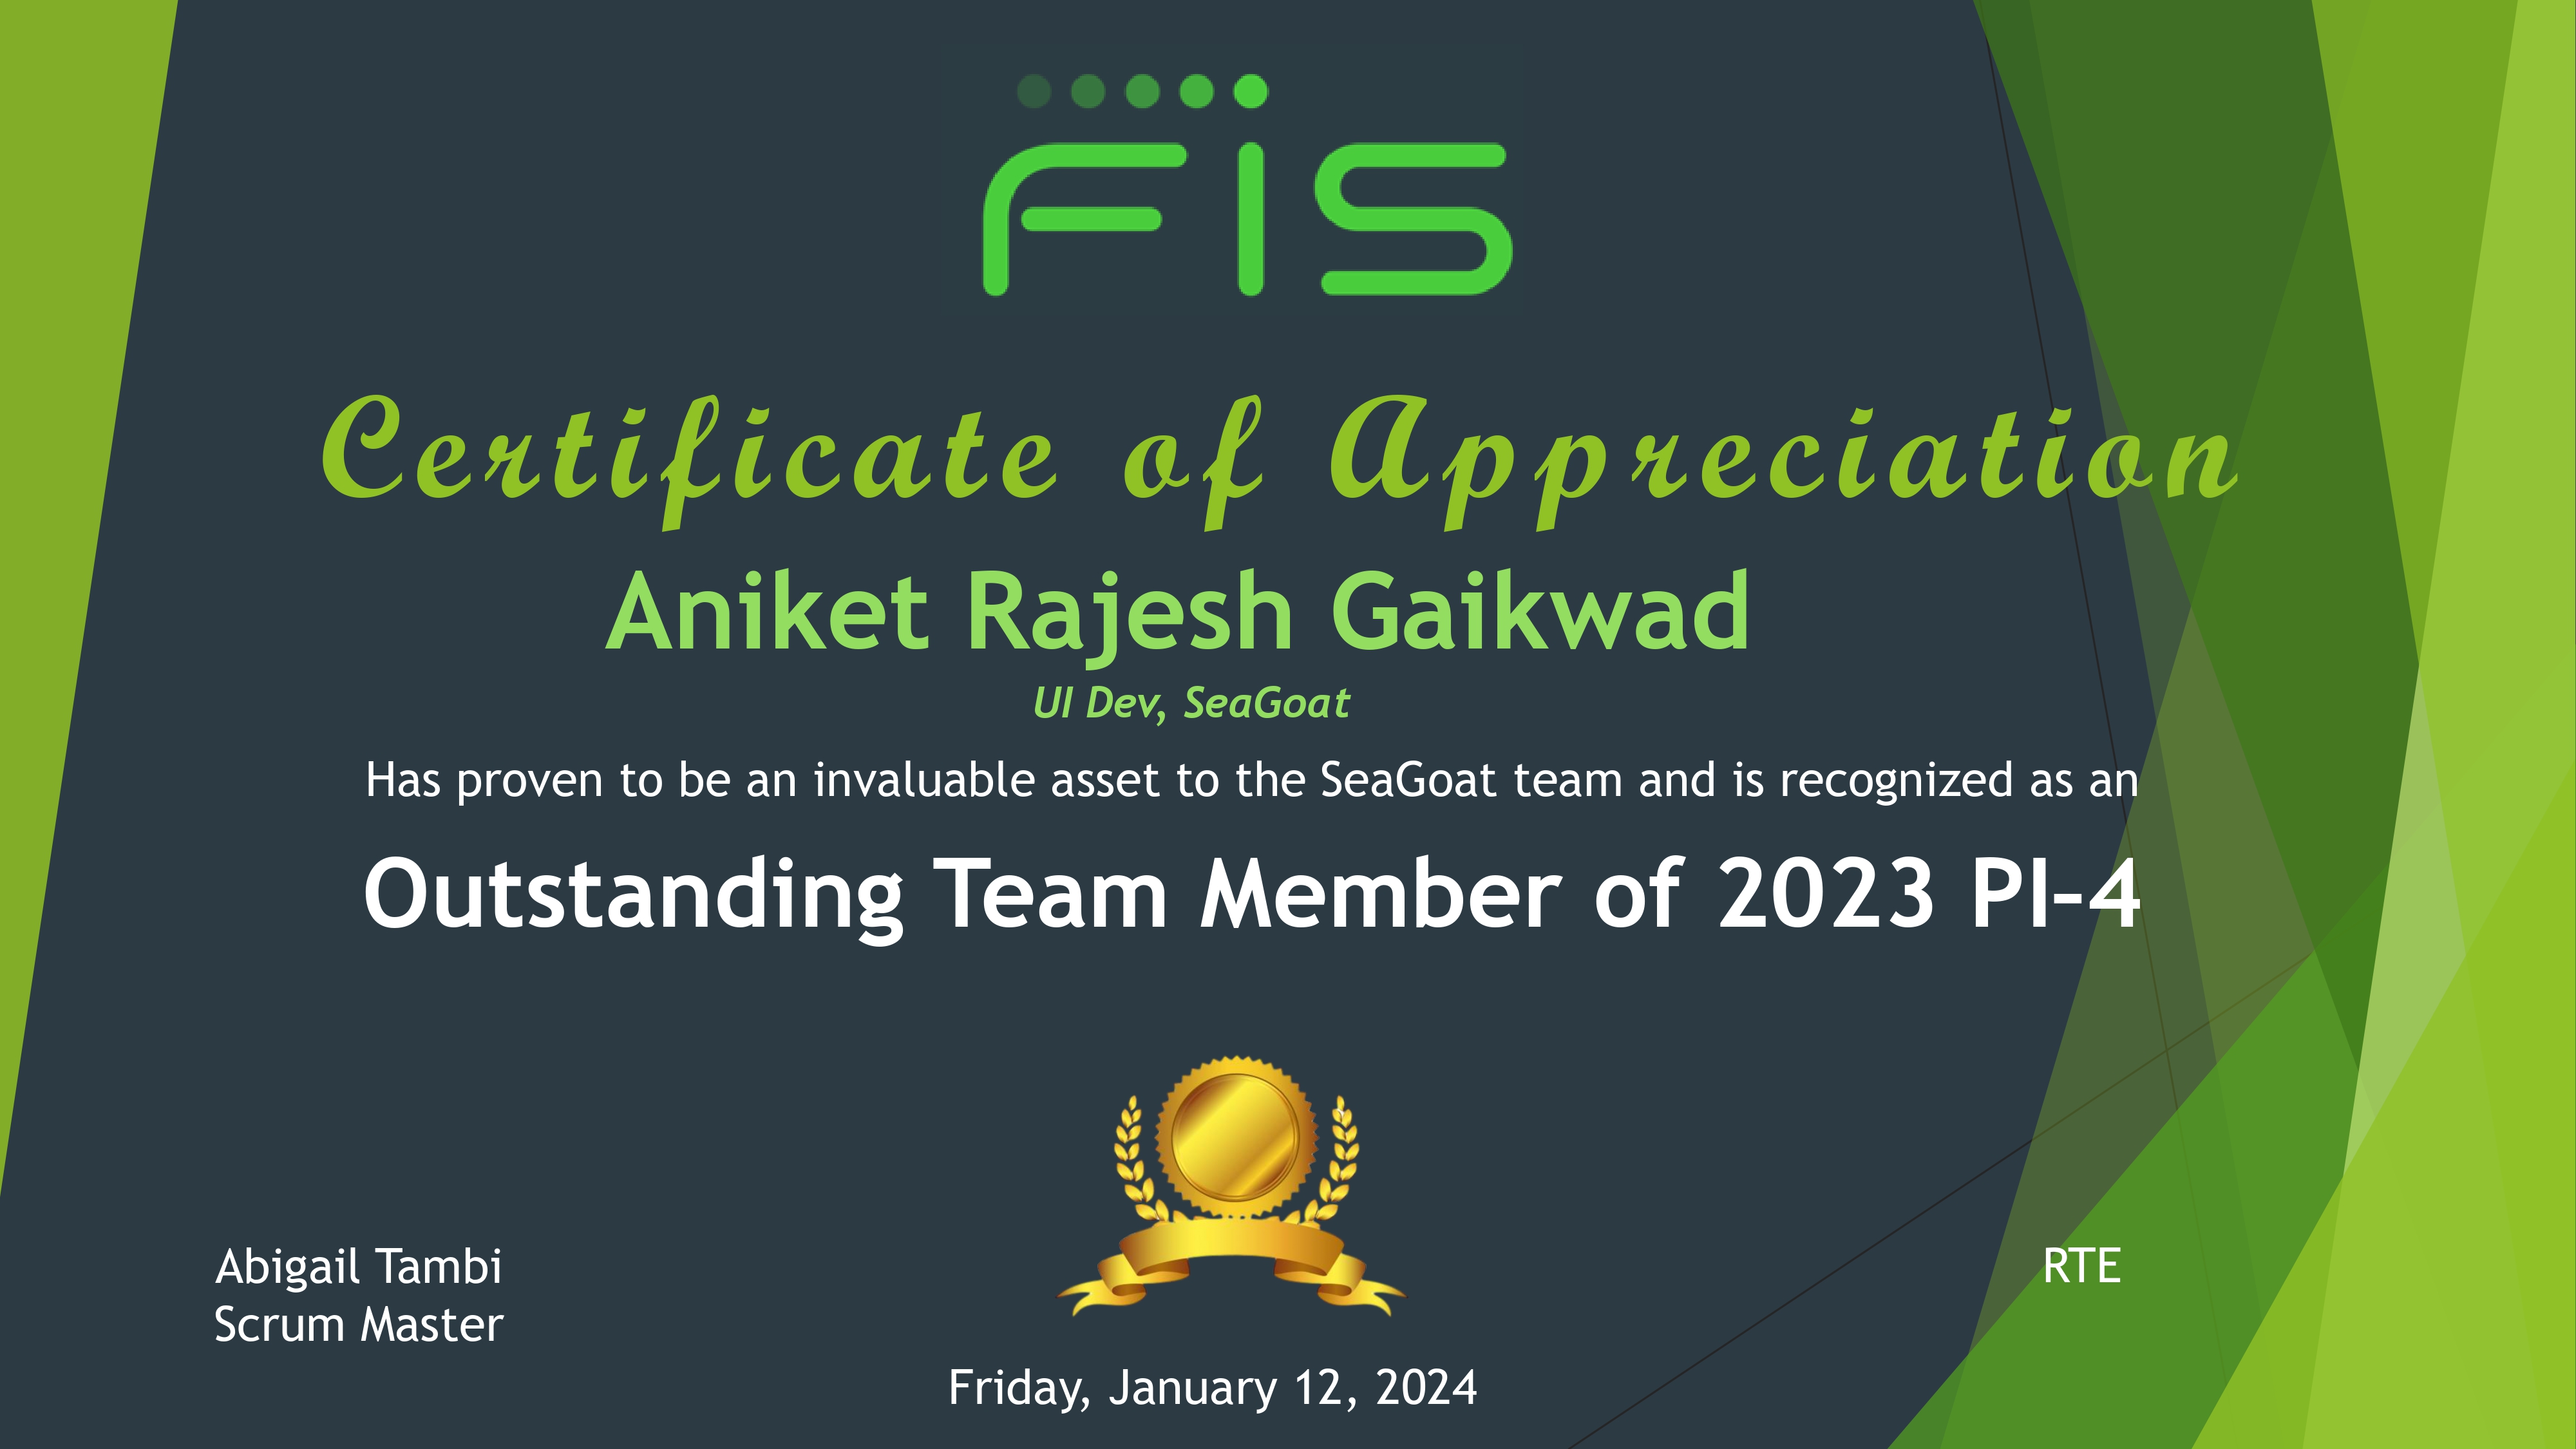 FIS
Certificate of Appreciation
Aniket Rajesh Gaikwad
UI Dev, SeaGoat
Has proven to be an invaluable asset to the SeaGoat team and is recognized as an
Outstanding Team Member of 2023 PI-4
Abigail Tambi
Scrum Master
RTE
Friday, January 12, 2024